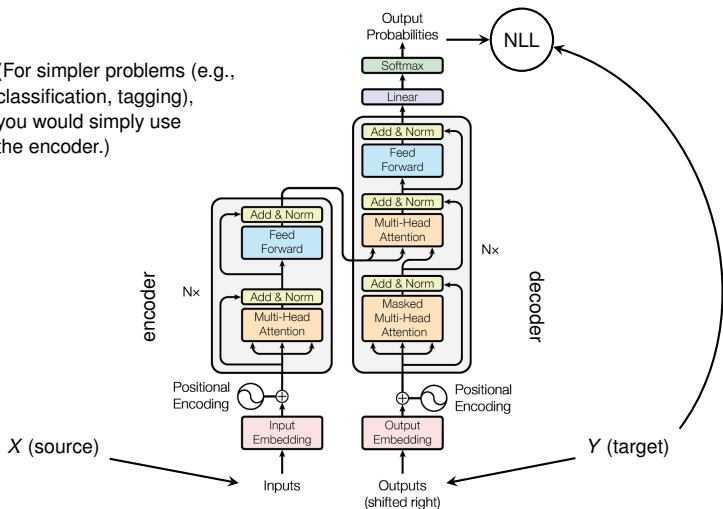 (For simpler problems (e.g.,
classification, tagging),
you would simply use
the encoder.)
Output
Probabilities
NLL
Softmax
Linear
Add & Norm
Feed
Forward
Add & Norm
Multi-Head
Attention
Add & Norm
Masked
Multi-Head
Attention
N×
decoder
Add & Norm
Feed
Forward
Add & Norm
Multi-Head
Attention
N×
encoder
Positional
Encoding
Positional
Encoding
Input
Embedding
Output
Embedding
X (source)
Y (target)
Inputs
Outputs
(shifted right)